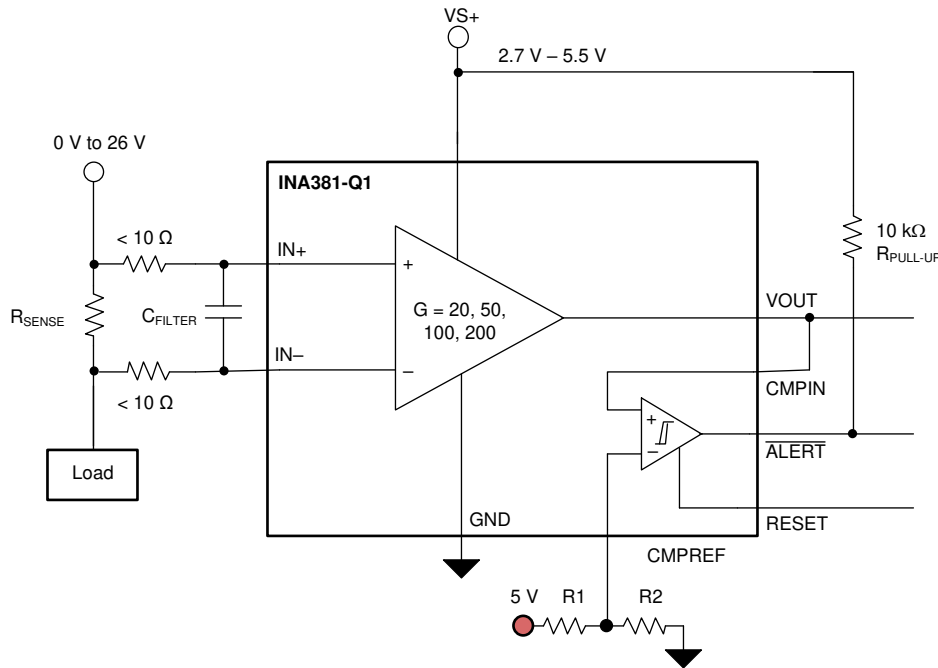 VS+
2.7 V – 5.5 V
0 V to 26 V
INA381-Q1
< 10 Ω
IN+
+
10 kΩ
RPULL-UP
RSENSE
CFILTER
G = 20, 50,
100, 200
VOUT
IN–
–
< 10 Ω
CMPIN
+
–
ALERT
Load
GND
RESET
CMPREF
5 V
R1
R2